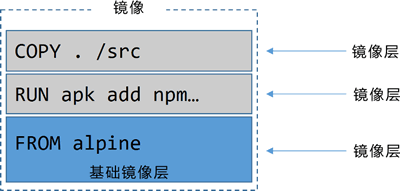 镜像
COPY . /src
镜像层
RUN apk add npm…
镜像层
FROM alpine
镜像层
基础镜像层